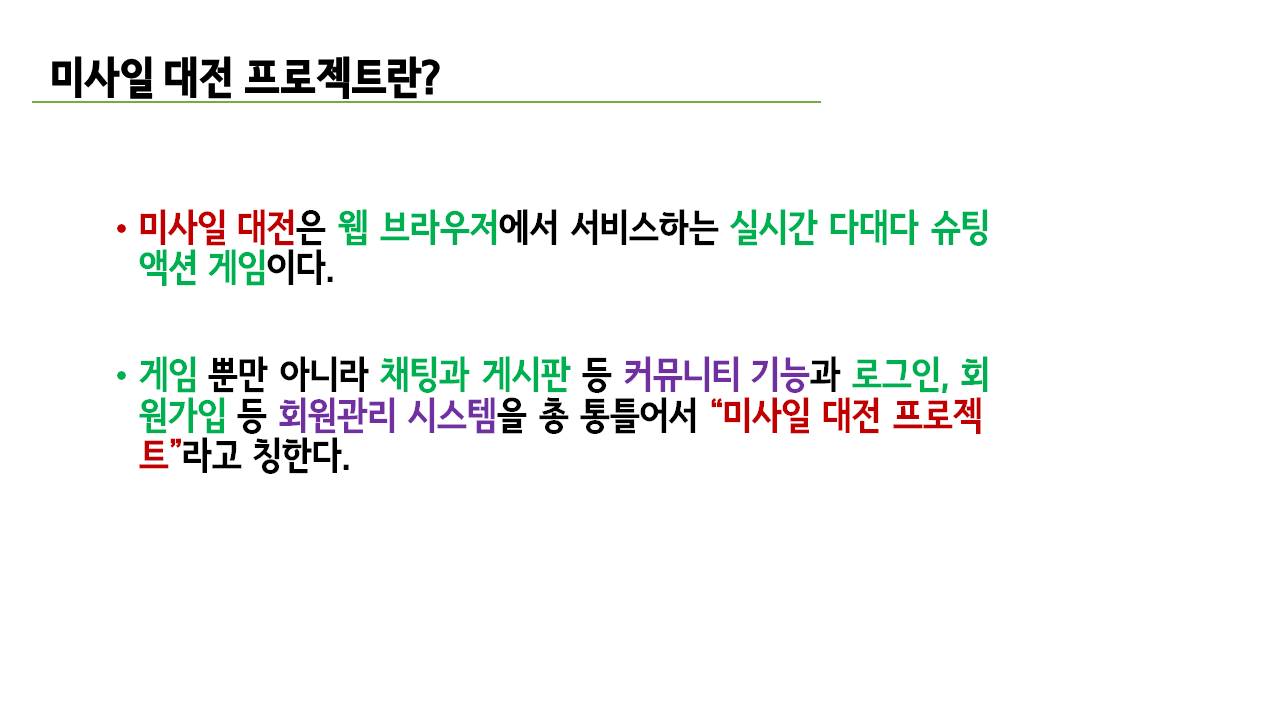 미사일 대전 프로젝트란?
• 미사일 대전은 웹 브라우저에서 서비스하는 실시간 다대다 슈팅
액션 게임이다.
• 게임 뿐만 아니라 채팅과 게시판 등 커뮤니티 기능과 로그인, 회
원가입 등 회원관리 시스템을 총 통틀어서 “미사일 대전 프로젝
트”라고 칭한다.